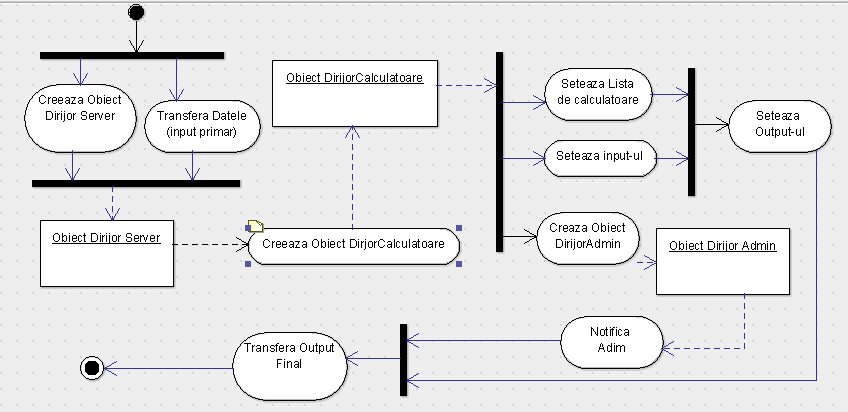 Creeaza Obiect
Dirijor Server
Transfera Datele
(input primar)
Obiect Dirijor Server
Creeaza Obiect DirjorCalculatoare
Obiect DirijorCalculatoare
Seteaza Lista
de calculatoare
Seteaza input-ul
Creaza Obiect
DirijorAdmin
Seteaza
Output-ul
Obiect Dirijor Admin
Notifica
Adim
Transfera Output
Final